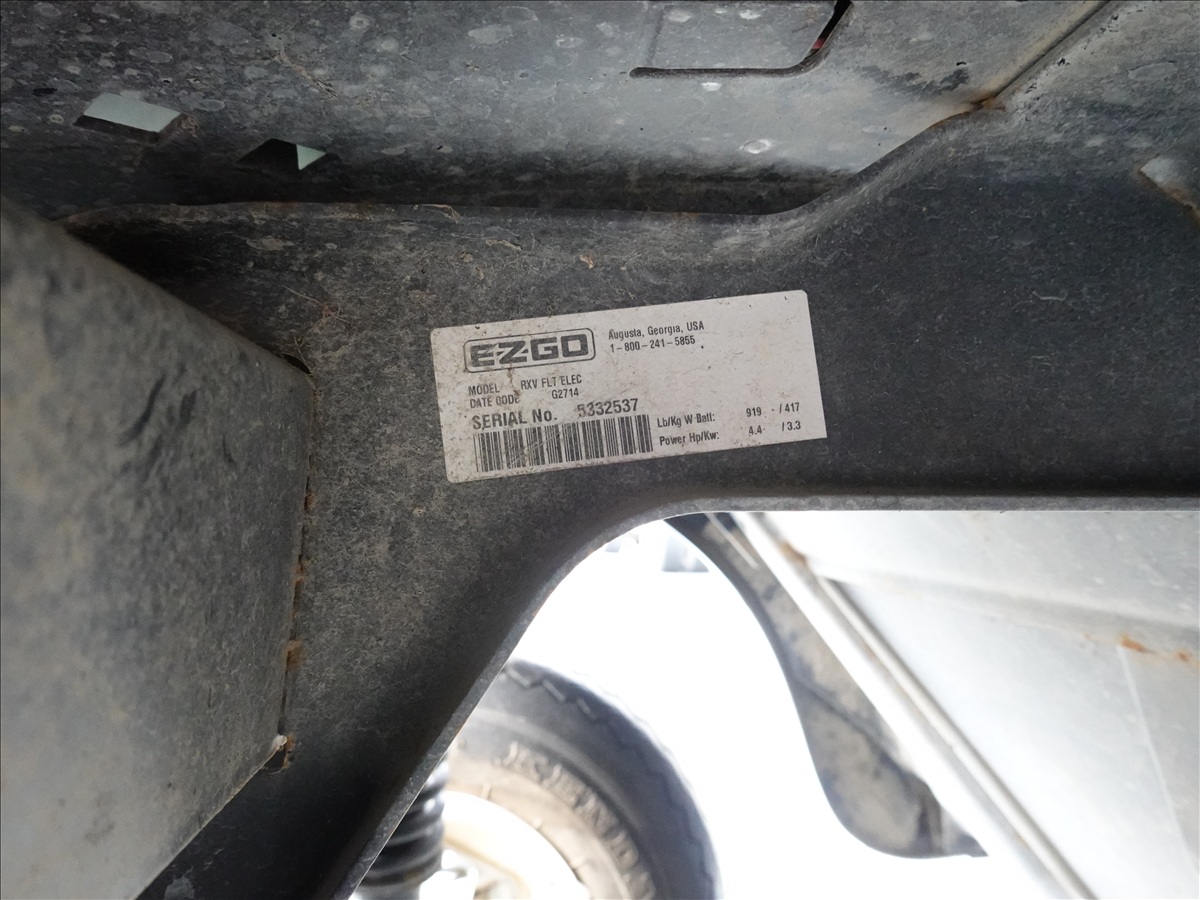 E-Z-GO
Augusta, Georgia, USA
1-800-241-5855
MODEL RXV FLT ELEC
DATE CODE G2714
SERIAL No. 5332537
Lb/Kg W Batt: 919 / 417
Power Hp/Kw: 4.4 / 3.3